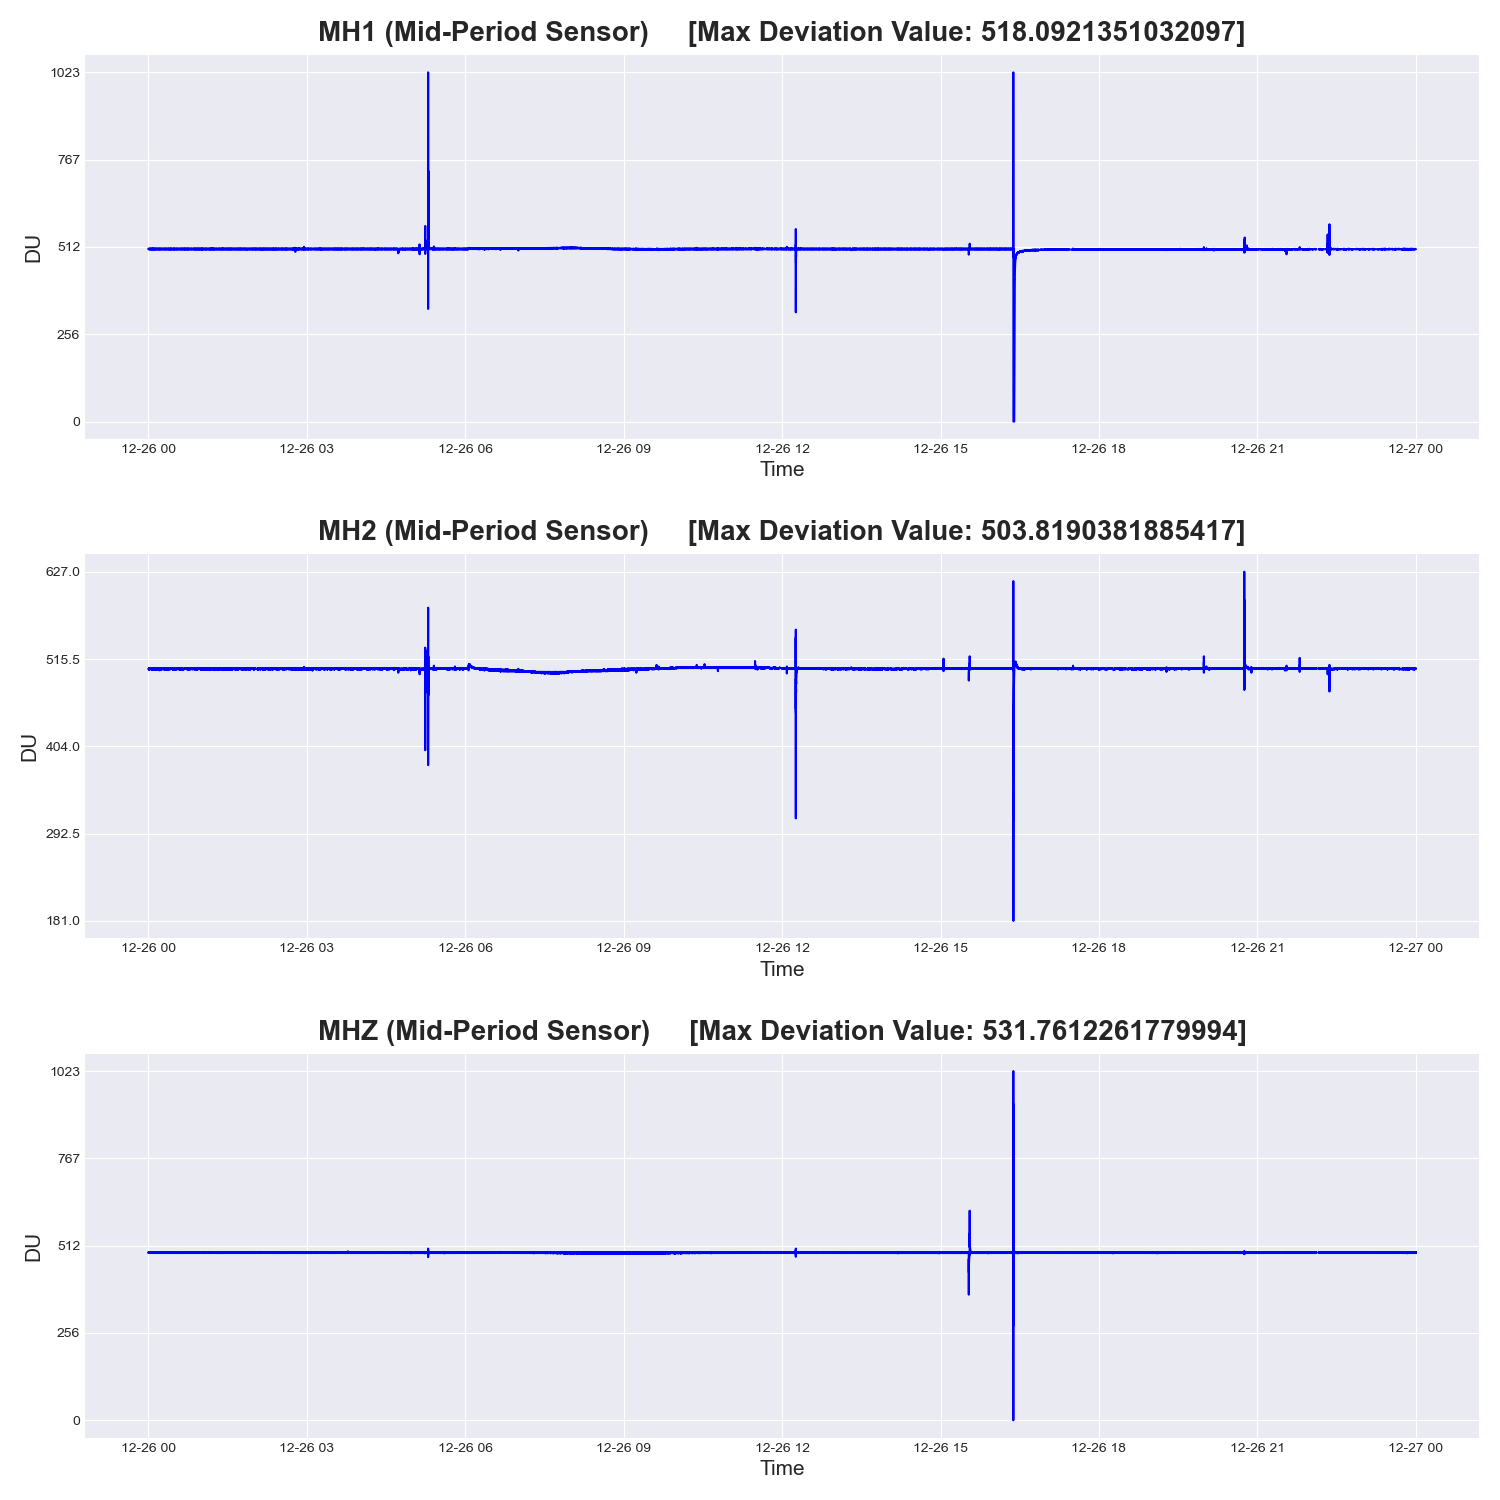 MH1 (Mid-Period Sensor) [Max Deviation Value: 518.0921351032097]
1023
767
512
256
0
DU
12-26 00 12-26 03 12-26 06 12-26 09 12-26 12 12-26 15 12-26 18 12-26 21 12-27 00
Time
MH2 (Mid-Period Sensor) [Max Deviation Value: 503.8190381885417]
627.0
515.5
404.0
292.5
181.0
DU
12-26 00 12-26 03 12-26 06 12-26 09 12-26 12 12-26 15 12-26 18 12-26 21 12-27 00
Time
MHZ (Mid-Period Sensor) [Max Deviation Value: 531.7612261779994]
1023
767
512
256
0
DU
12-26 00 12-26 03 12-26 06 12-26 09 12-26 12 12-26 15 12-26 18 12-26 21 12-27 00
Time